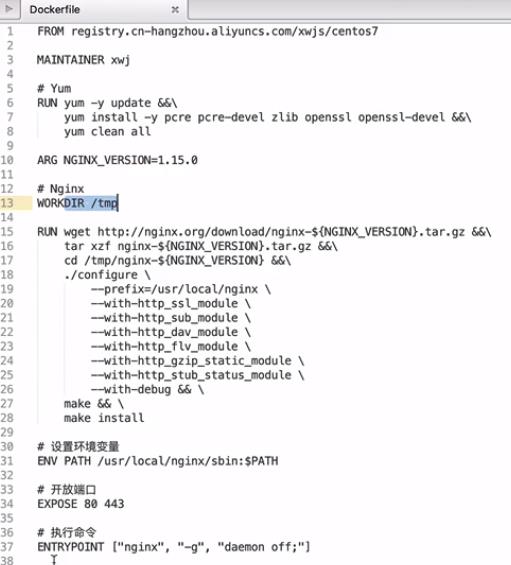 Dockerfile
1 FROM registry.cn-hangzhou.aliyuncs.com/xwjs/centos7
2
3 MAINTAINER xwj
4
5 # Yum
6 RUN yum -y update &&\
7 yum install -y pcre pcre-devel zlib openssl openssl-devel &&\
8 yum clean all
9
10 ARG NGINX_VERSION=1.15.0
11
12 # Nginx
13 WORKDIR /tmp
14
15 RUN wget http://nginx.org/download/nginx-${NGINX_VERSION}.tar.gz &&\
16 tar xzf nginx-${NGINX_VERSION}.tar.gz &&\
17 cd /tmp/nginx-${NGINX_VERSION} &&\
18 ./configure \
19 --prefix=/usr/local/nginx \
20 --with-http_ssl_module \
21 --with-http_sub_module \
22 --with-http_dav_module \
23 --with-http_flv_module \
24 --with-http_gzip_static_module \
25 --with-http_stub_status_module \
26 --with-debug && \
27 make && \
28 make install
29
30 # 设置环境变量
31 ENV PATH /usr/local/nginx/sbin:$PATH
32
33 # 开放端口
34 EXPOSE 80 443
35
36 # 执行命令
37 ENTRYPOINT ["nginx", "-g", "daemon off;"]
38